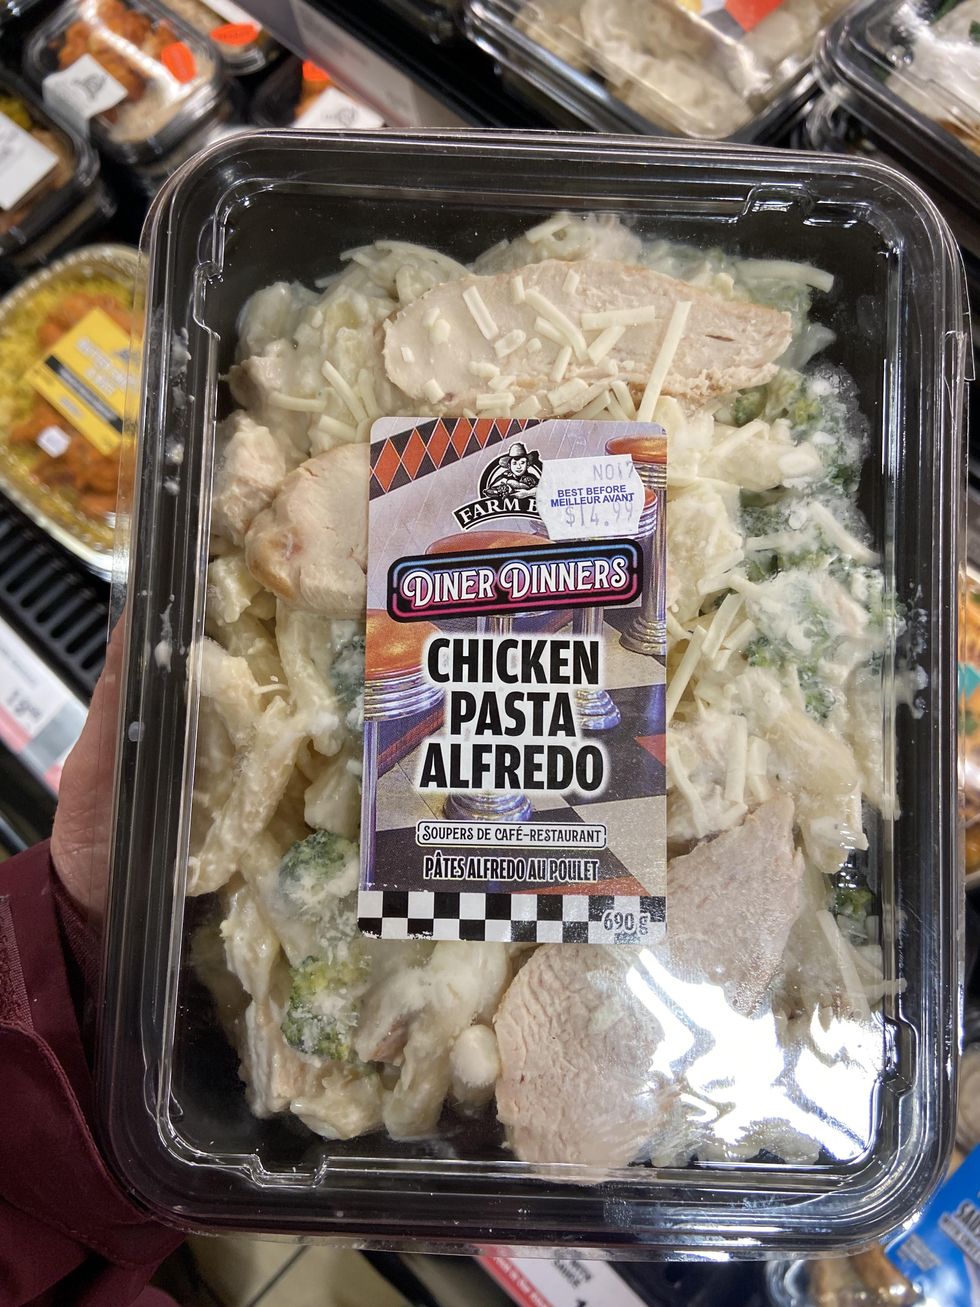 FARM
NO17
BEST BEFORE
MEILLEUR AVANT
$14.99
DINER DINNERS
CHICKEN
PASTA
ALFREDO
SOUPERS DE CAFÉ-RESTAURANT
PÂTES ALFREDO AU POULET
690 g